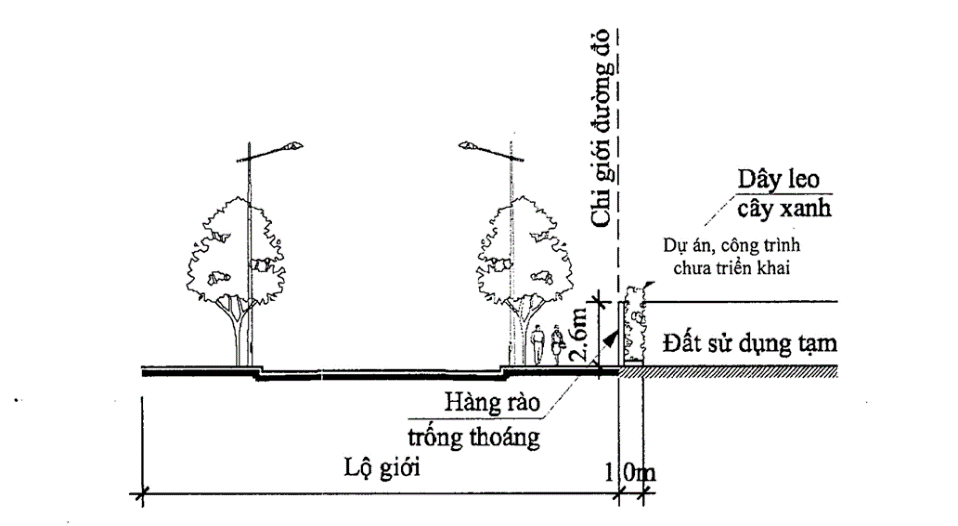 Chỉ giới đường đỏ
Dây leo
cây xanh
Dự án, công trình
chưa triển khai
2.6m
Đất sử dụng tạm
Hàng rào
trống thoáng
Lộ giới
1.0m